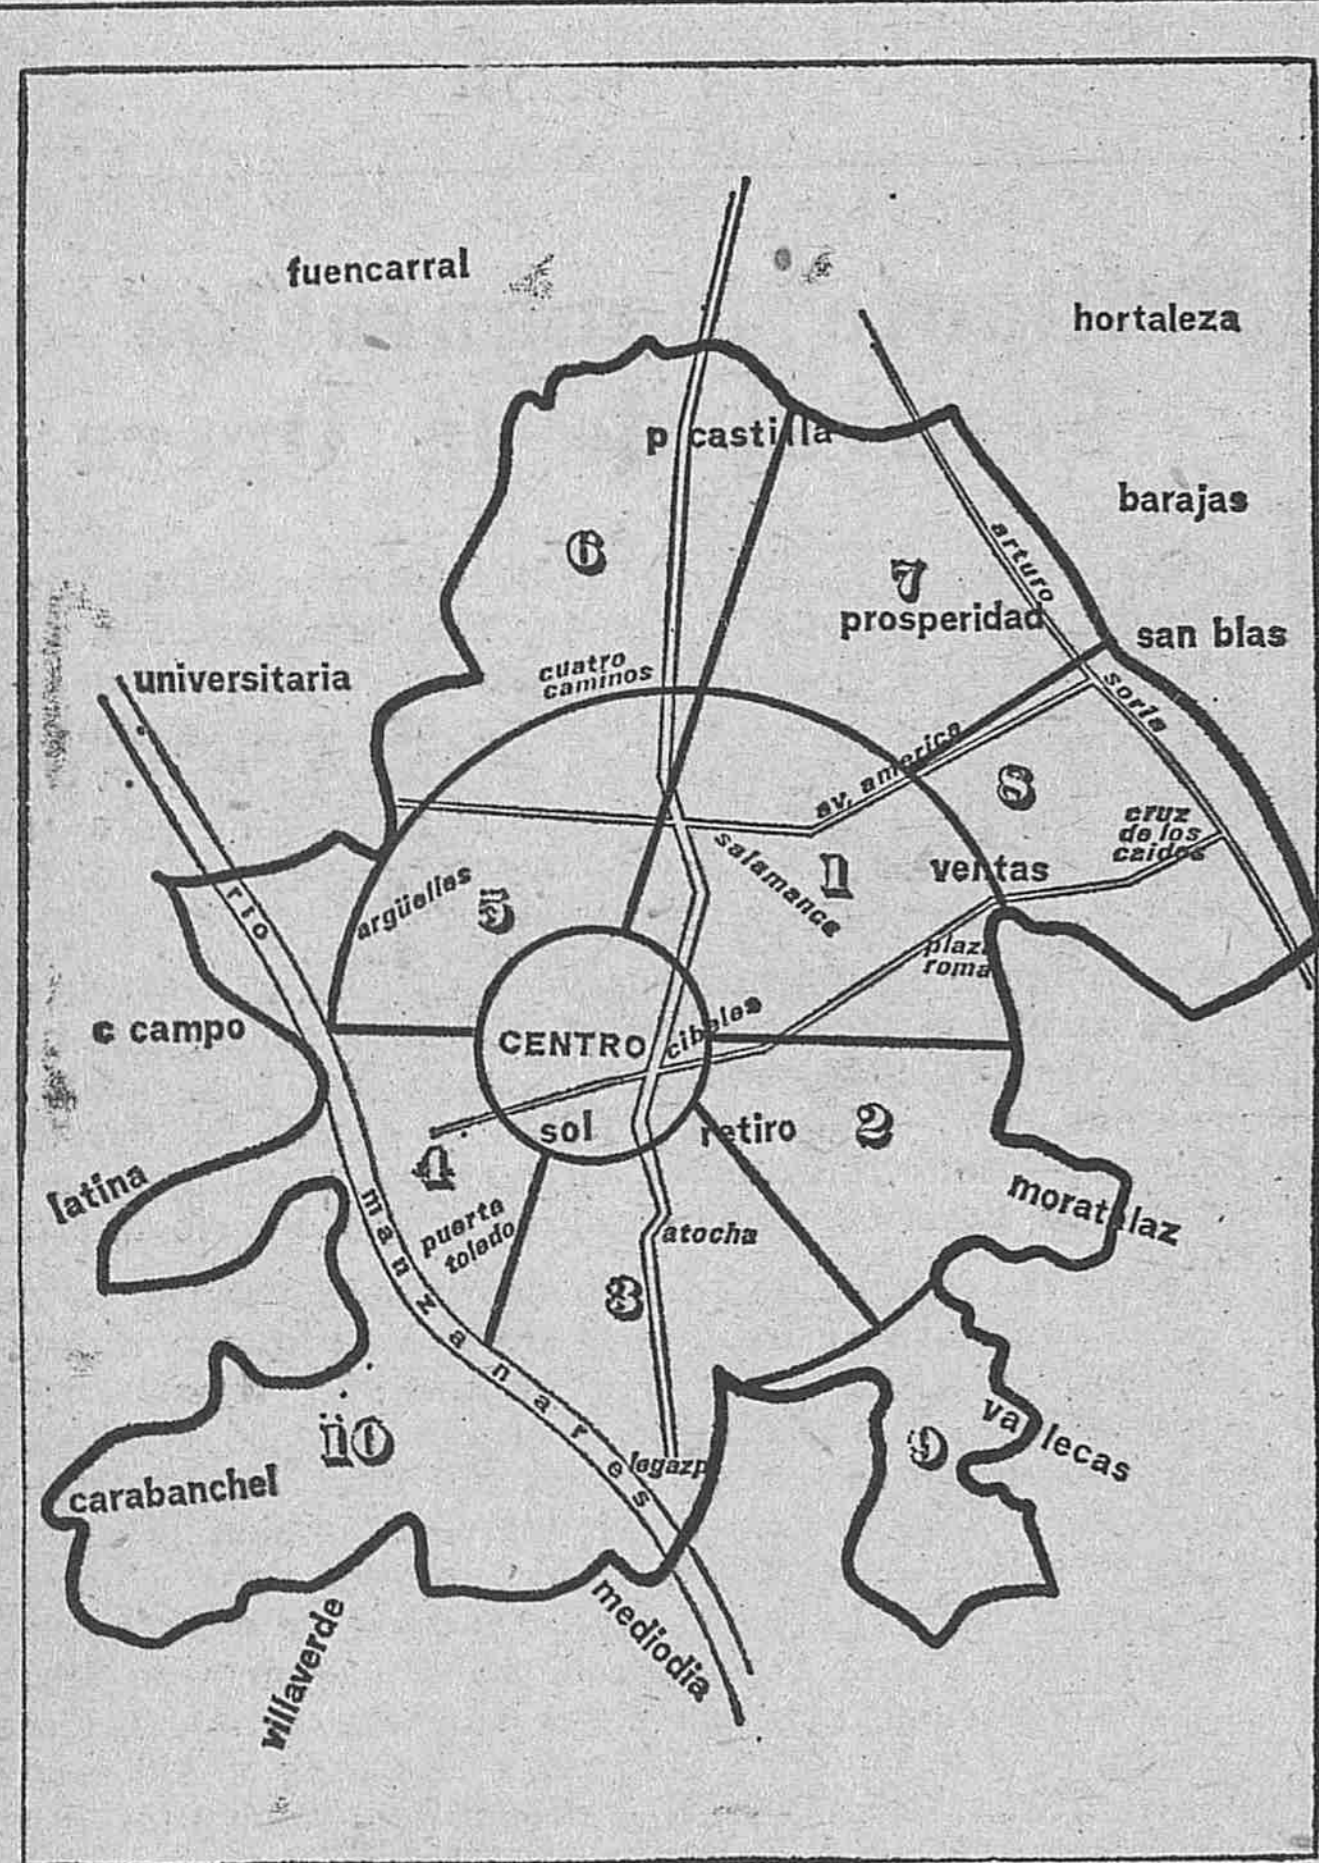 fuencarral
hortaleza
p castilla
barajas
6
arturo
7
prosperidad
san blas
universitaria
cuatro
caminos
soria
av. america
8
cruz
de los
caidos
salamance
1
ventas
argüelles
5
rio
plaza
roma
c campo
CENTRO
cibeles
sol
retiro
2
4
latina
moratalaz
puerta
toledo
atocha
manzanares
3
vallecas
10
9
legazpi
carabanchel
mediodia
villaverde